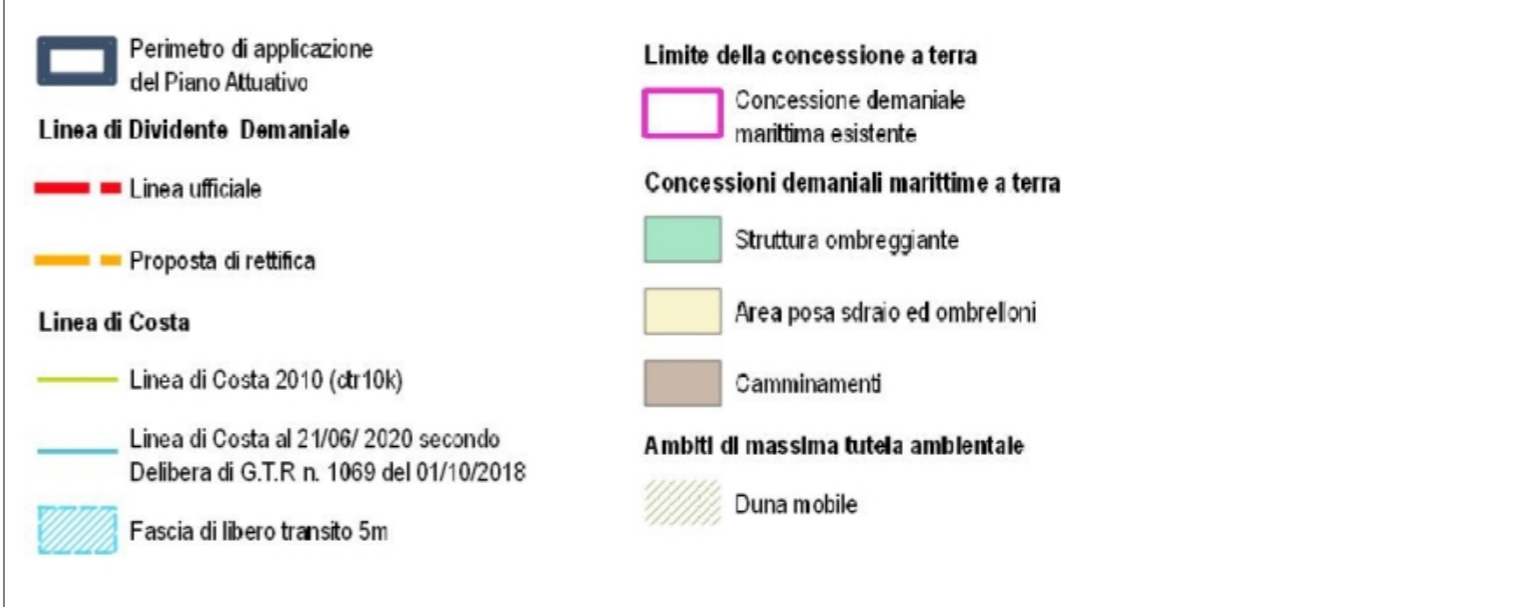 Perimetro di applicazione
del Piano Attuativo
Linea di Dividente Demaniale
Linea ufficiale
Proposta di rettifica
Linea di Costa
Linea di Costa 2010 (ctr10k)
Linea di Costa al 21/06/ 2020 secondo
Delibera di G.T.R n. 1069 del 01/10/2018
Fascia di libero transito 5m
Limite della concessione a terra
Concessione demaniale
marittima esistente
Concessioni demaniali marittime a terra
Struttura ombreggiante
Area posa sdraio ed ombrelloni
Camminamenti
Ambiti di massima tutela ambientale
Duna mobile